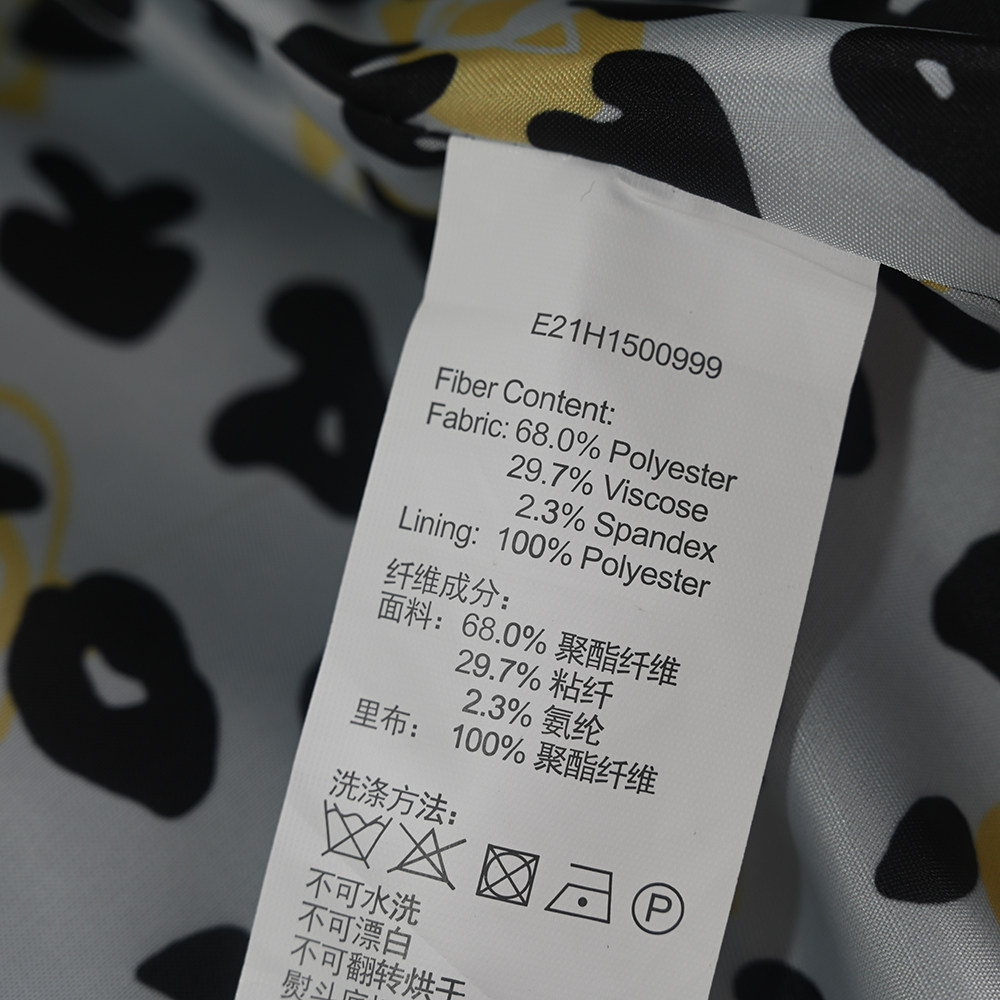 E21H1500999
Fiber Content:
Fabric: 68.0% Polyester
29.7% Viscose
2.3% Spandex
Lining: 100% Polyester
纤维成分：
面料：68.0% 聚酯纤维
29.7% 粘纤
2.3% 氨纶
里布：100% 聚酯纤维
洗涤方法：
P
不可水洗
不可漂白
不可翻转烘干
熨斗底